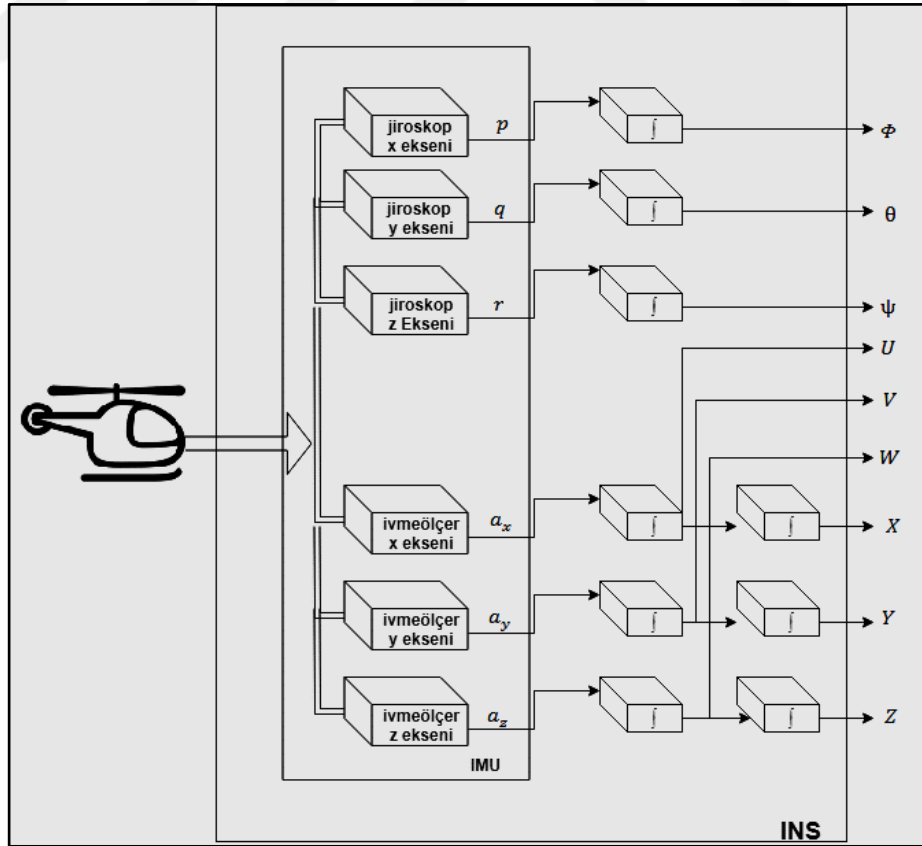 jiroskop
x ekseni
p
∫
Φ
jiroskop
y ekseni
q
∫
θ
jiroskop
z Ekseni
r
∫
ψ
U
V
W
ivmeölçer
x ekseni
a_x
∫
∫
X
ivmeölçer
y ekseni
a_y
∫
∫
Y
ivmeölçer
z ekseni
a_z
∫
∫
Z
IMU
INS